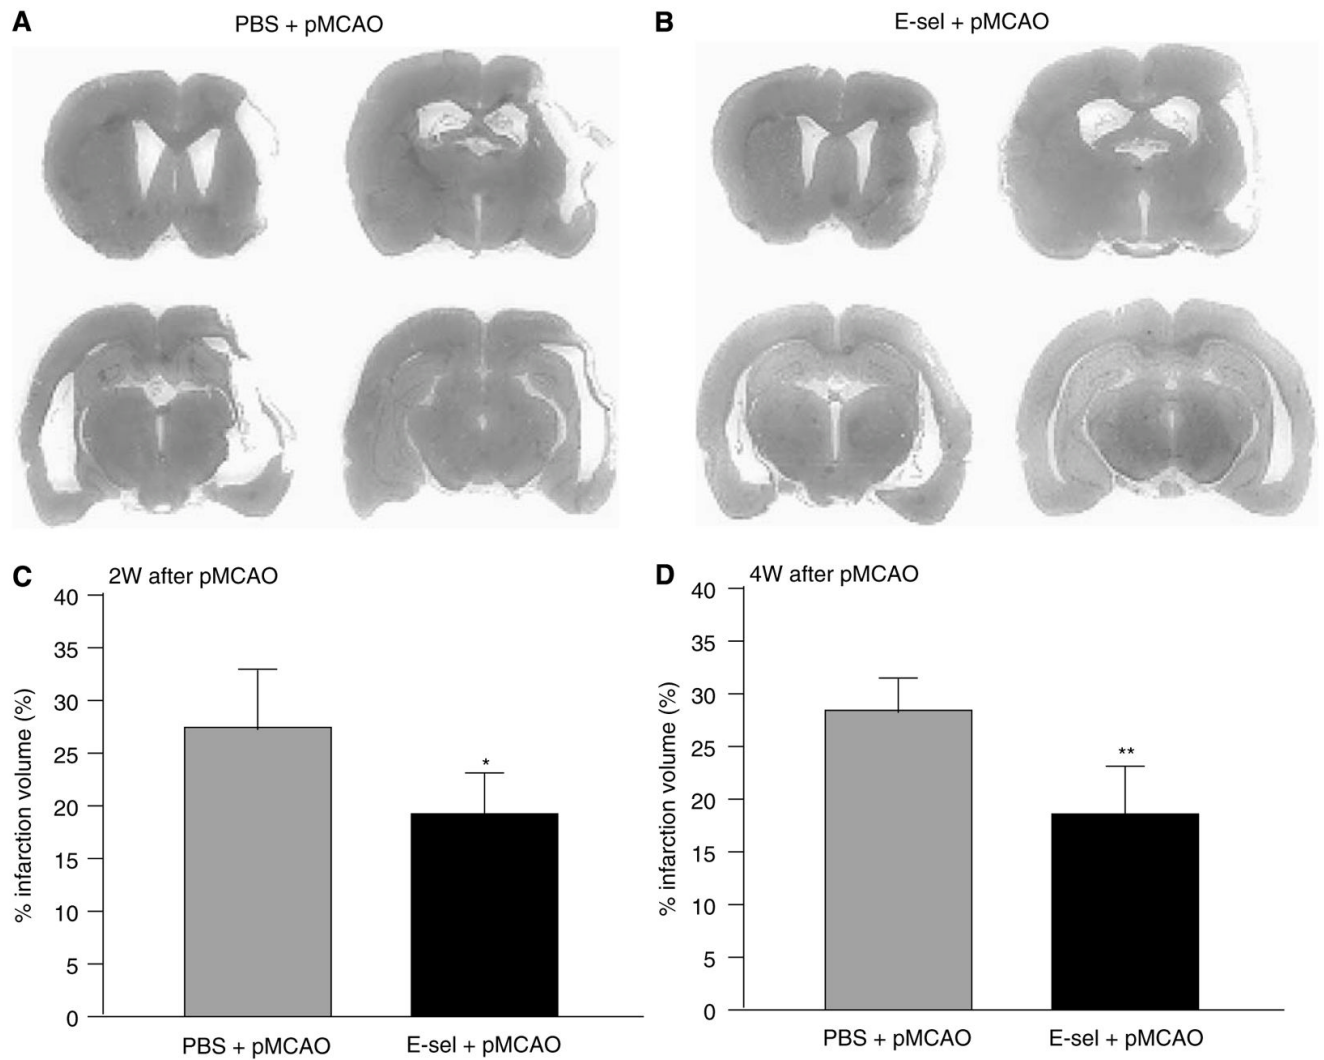 A
PBS + pMCAO
B
E-sel + pMCAO
C
2W after pMCAO
% infarction volume (%)
40
35
30
25
20
15
10
5
0
*
PBS + pMCAO
E-sel + pMCAO
D
4W after pMCAO
% infarction volume (%)
40
35
30
25
20
15
10
5
0
**
PBS + pMCAO
E-sel + pMCAO